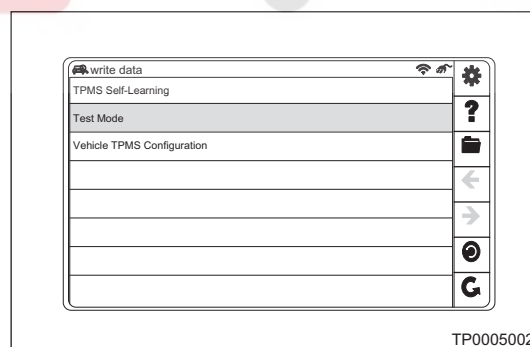 write data
TPMS Self-Learning
Test Mode
Vehicle TPMS Configuration
?
TP0005002